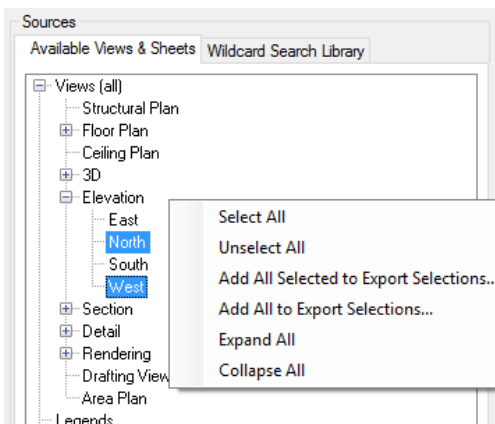 Sources
Available Views & Sheets
Wildcard Search Library
Views (all)
Structural Plan
Floor Plan
Ceiling Plan
3D
Elevation
East
North
South
West
Section
Detail
Rendering
Drafting View
Area Plan
Legends
Select All
Unselect All
Add All Selected to Export Selections..
Add All to Export Selections...
Expand All
Collapse All